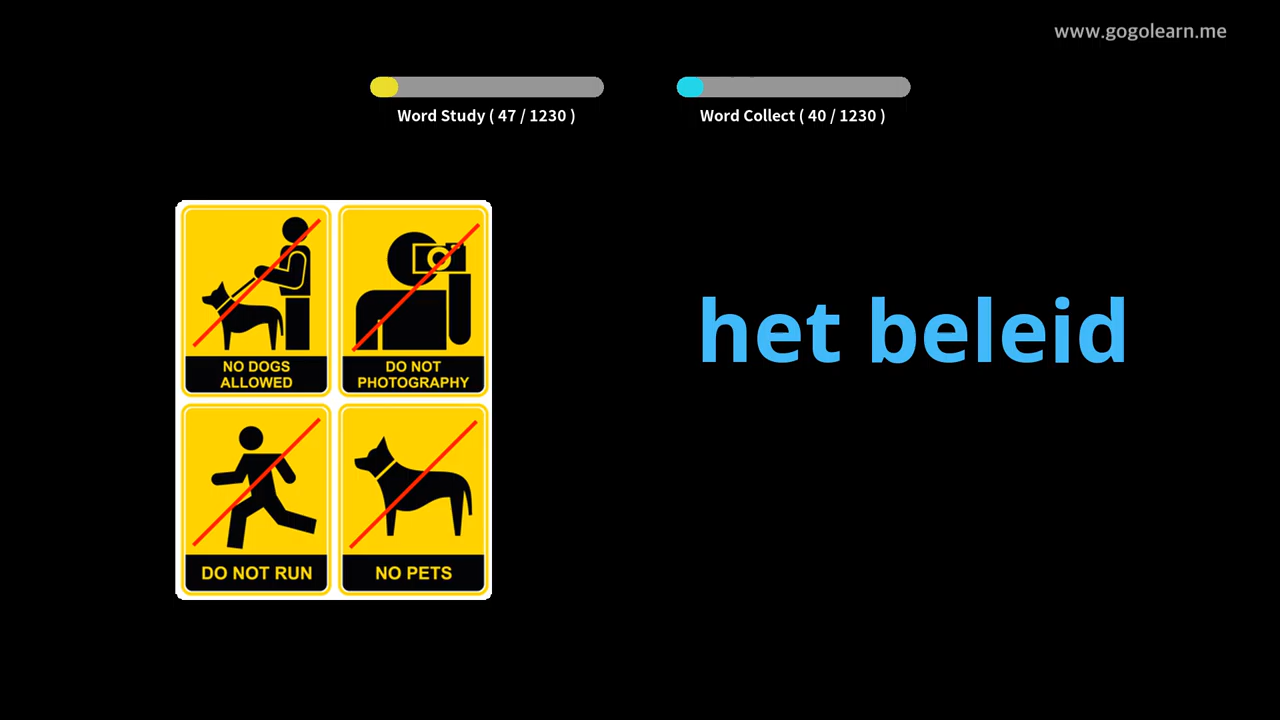 www.gogolearn.me
Word Study ( 47 / 1230 )
Word Collect ( 40 / 1230 )
NO DOGS
ALLOWED
DO NOT
PHOTOGRAPHY
het beleid
DO NOT RUN
NO PETS